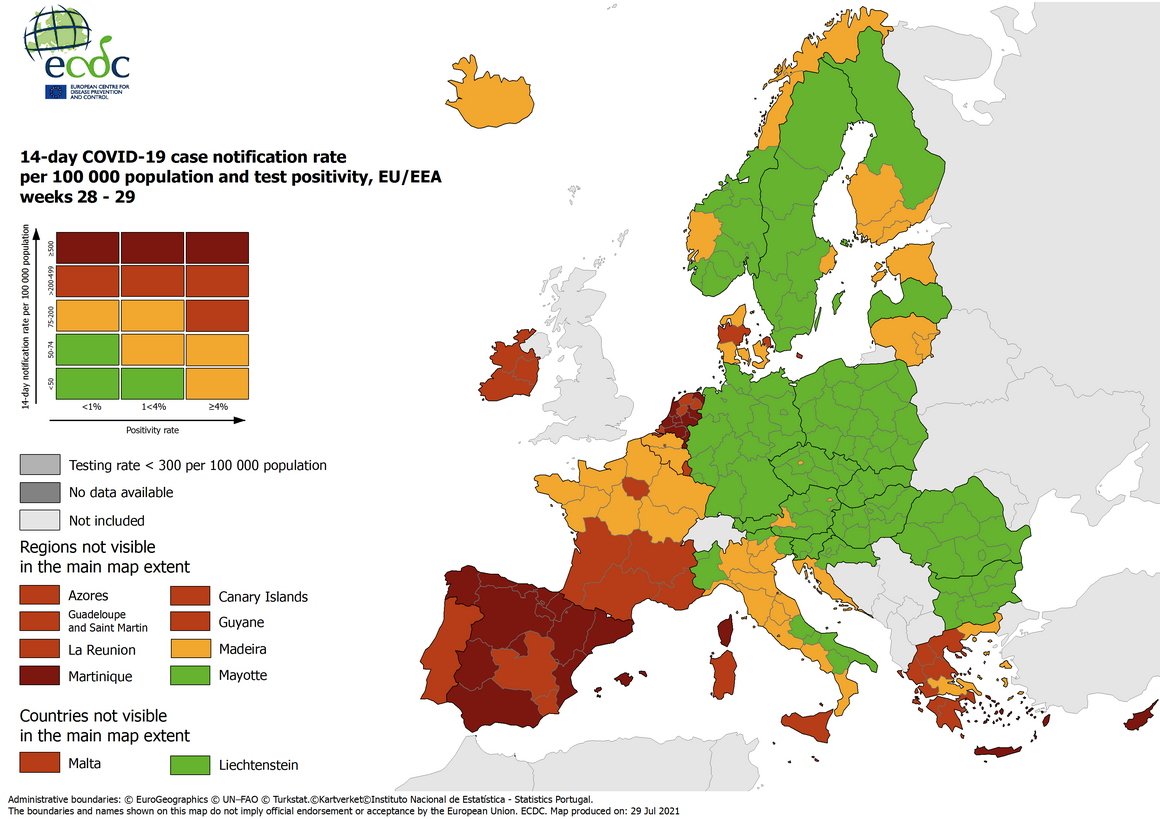 ecdc
EUROPEAN CENTRE FOR
DISEASE PREVENTION
AND CONTROL
14-day COVID-19 case notification rate
per 100 000 population and test positivity, EU/EEA
weeks 28 - 29
14-day notification rate per 100 000 population
≥500
>200-499
75-200
50-74
<50
<1%
1<4%
≥4%
Positivity rate
Testing rate < 300 per 100 000 population
No data available
Not included
Regions not visible
in the main map extent
Azores
Canary Islands
Guadeloupe
and Saint Martin
Guyane
La Reunion
Madeira
Martinique
Mayotte
Countries not visible
in the main map extent
Malta
Liechtenstein
Administrative boundaries: © EuroGeographics © UN–FAO © Turkstat.©Kartverket©Instituto Nacional de Estatística - Statistics Portugal.
The boundaries and names shown on this map do not imply official endorsement or acceptance by the European Union. ECDC. Map produced on: 29 Jul 2021